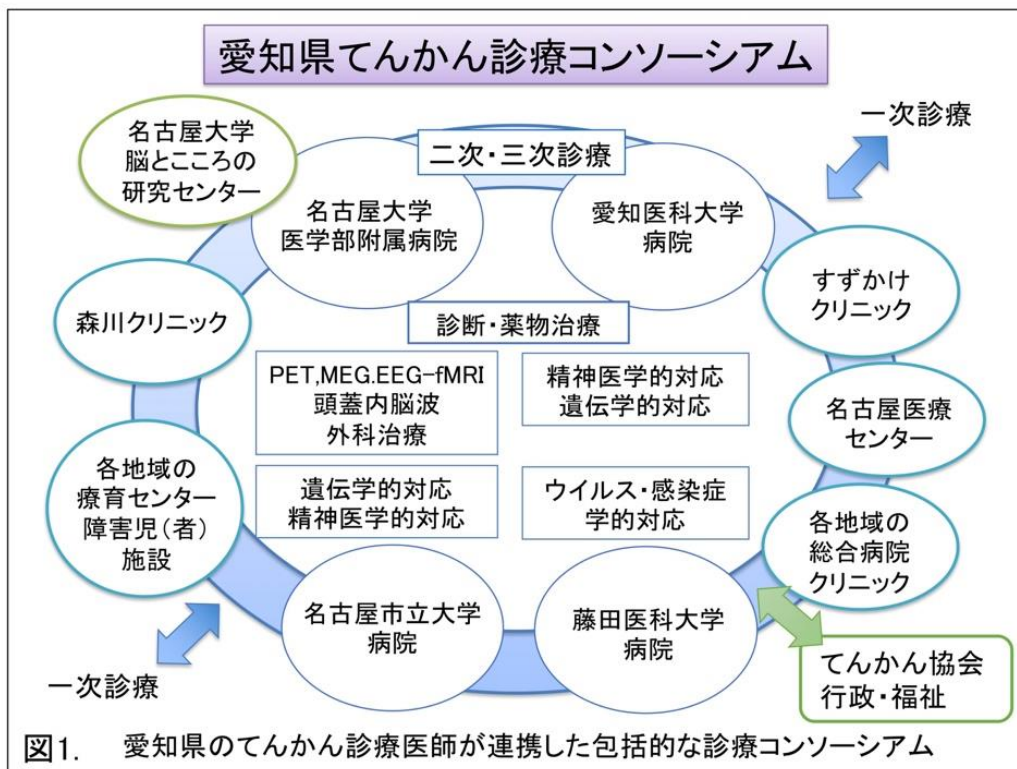 愛知県てんかん診療コンソーシアム
一次診療
名古屋大学
脳とこころの
研究センター
二次・三次診療
名古屋大学
医学部附属病院
愛知医科大学
病院
すずかけ
クリニック
森川クリニック
診断・薬物治療
PET,MEG.EEG-fMRI
頭蓋内脳波
外科治療
精神医学的対応
遺伝学的対応
名古屋医療
センター
各地域の
療育センター
障害児(者)
施設
遺伝学的対応
精神医学的対応
ウイルス・感染症
学的対応
各地域の
総合病院
クリニック
名古屋市立大学
病院
藤田医科大学
病院
一次診療
てんかん協会
行政・福祉
図1. 愛知県のてんかん診療医師が連携した包括的な診療コンソーシアム